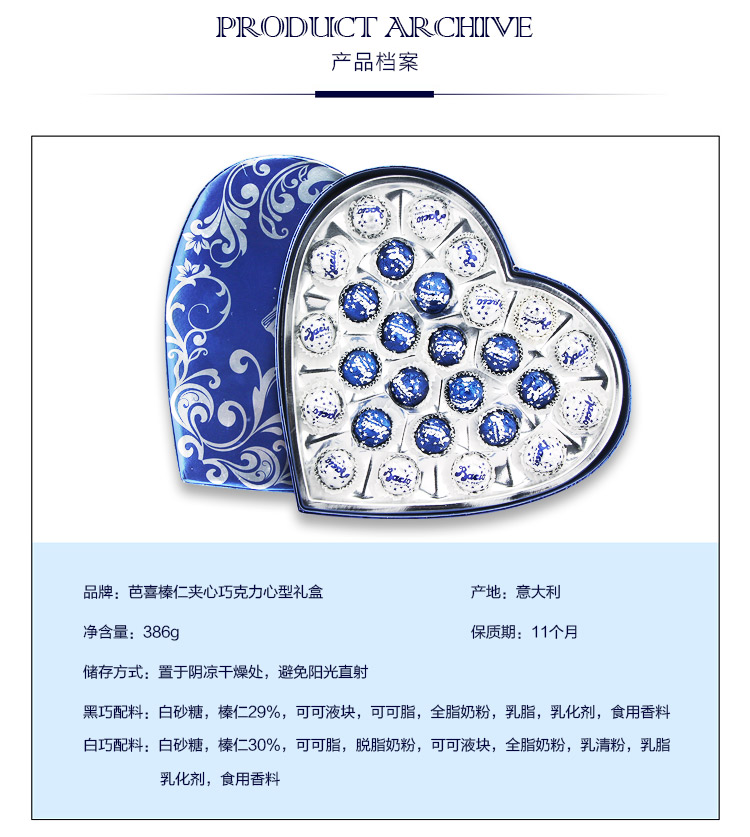 PRODUCT ARCHIVE
产品档案
品牌：芭喜榛仁夹心巧克力心型礼盒
产地：意大利
净含量：386g
保质期：11个月
储存方式：置于阴凉干燥处，避免阳光直射
黑巧配料：白砂糖，榛仁29%，可可液块，可可脂，全脂奶粉，乳脂，乳化剂，食用香料
白巧配料：白砂糖，榛仁30%，可可脂，脱脂奶粉，可可液块，全脂奶粉，乳清粉，乳脂
乳化剂，食用香料